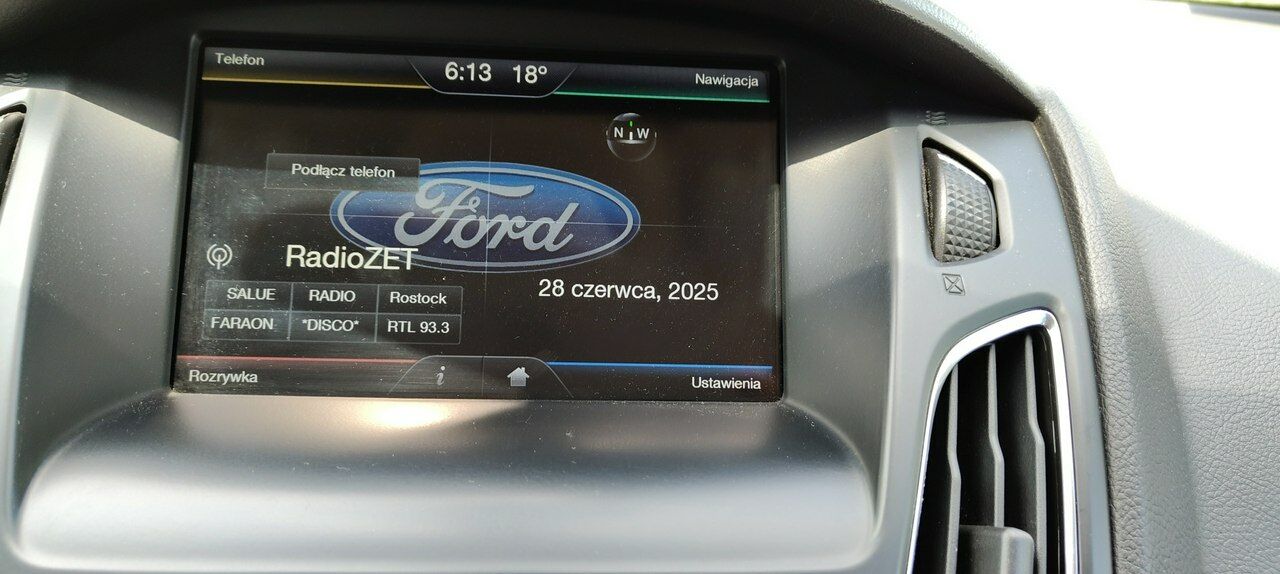 Telefon
6:13 18°
Nawigacja
N W
Podłącz telefon
Ford
RadioZET
28 czerwca, 2025
SALUE RADIO Rostock
FARAON *DISCO* RTL 93.3
Rozrywka
i
Ustawienia